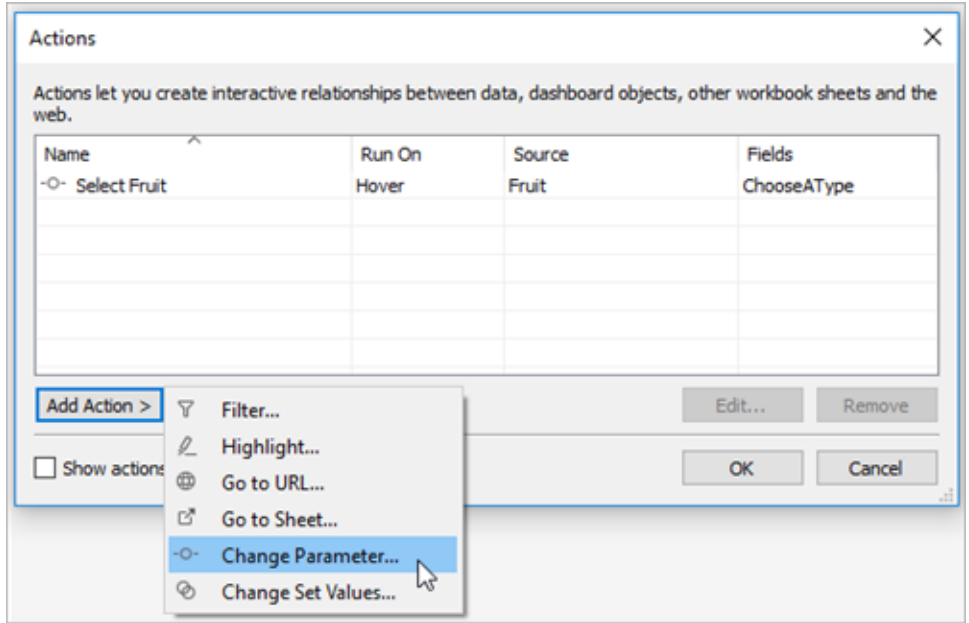 Actions
Actions let you create interactive relationships between data, dashboard objects, other workbook sheets and the
web.
Name Run On Source Fields
Select Fruit Hover Fruit ChooseAType
Add Action > Edit... Remove
Filter...
Highlight...
Show actions OK Cancel
Go to URL...
Go to Sheet...
Change Parameter...
Change Set Values...